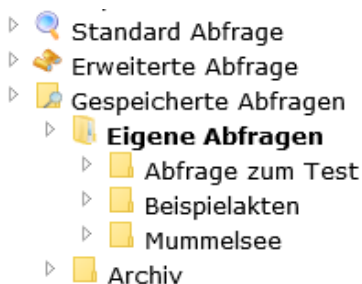 Standard Abfrage
Erweiterte Abfrage
Gespeicherte Abfragen
Eigene Abfragen
Abfrage zum Test
Beispielakten
Mummelsee
Archiv